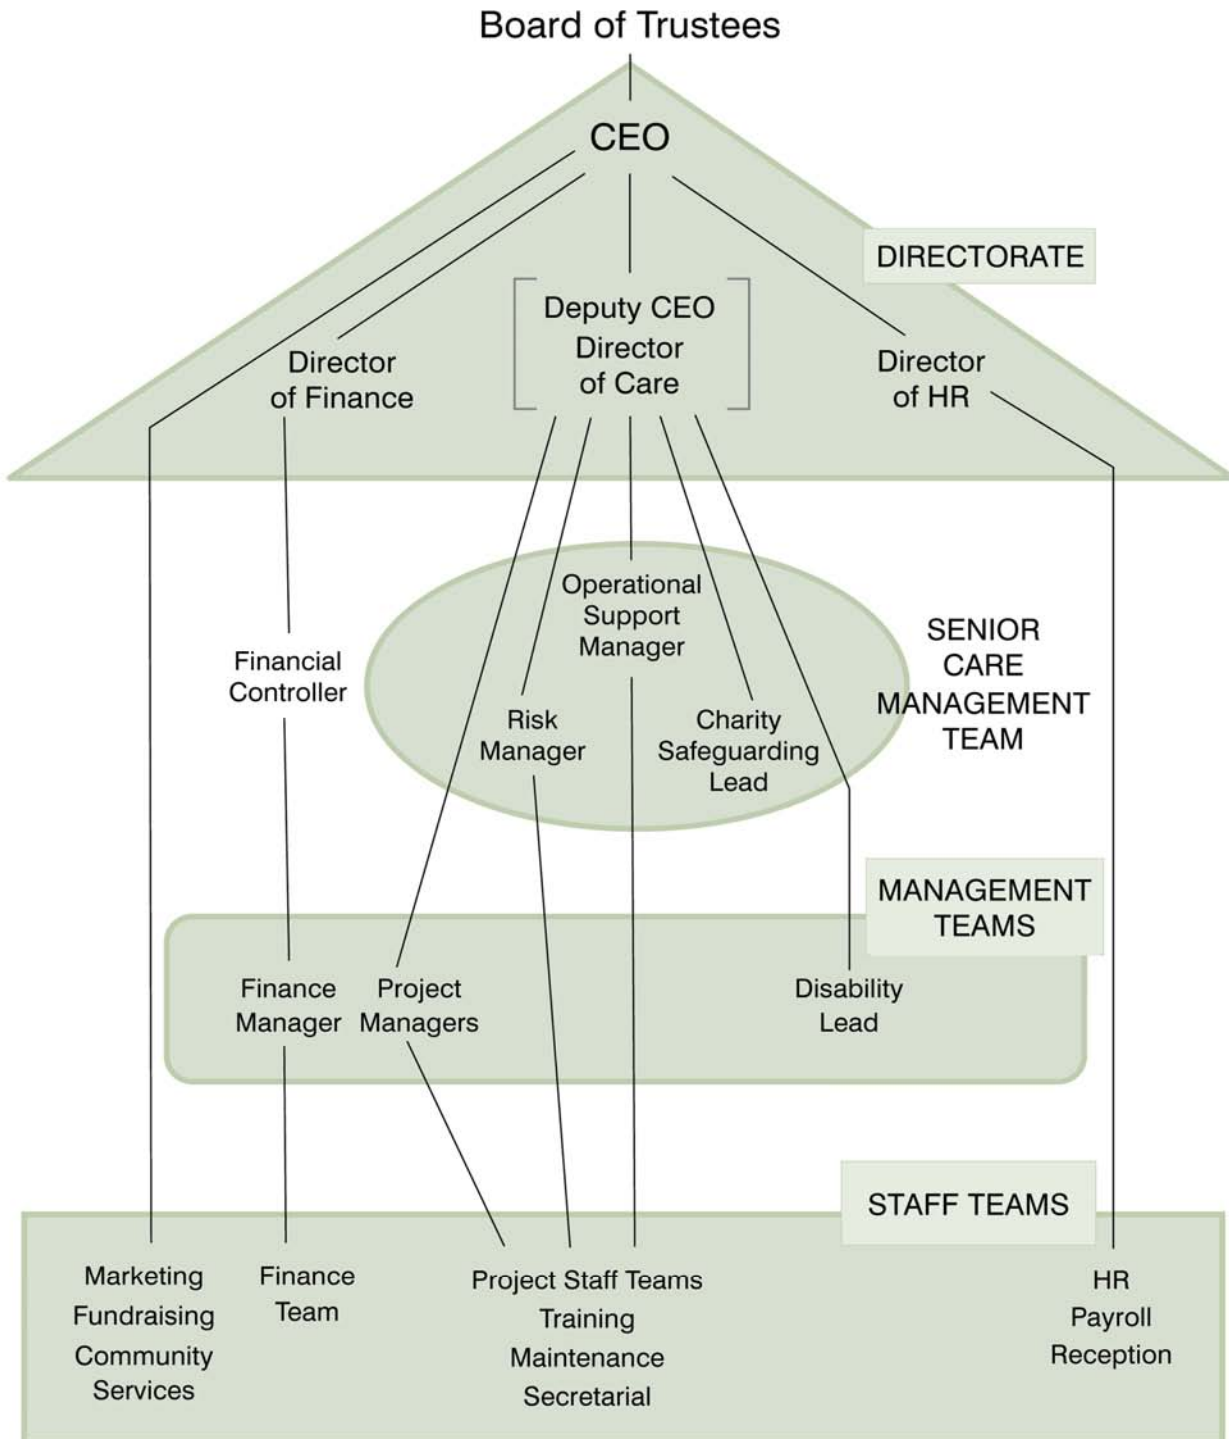 Board of Trustees
CEO
DIRECTORATE
Deputy CEO
Director
of Care
Director
of Finance
Director
of HR
Operational
Support
Manager
SENIOR
CARE
MANAGEMENT
TEAM
Financial
Controller
Risk
Manager
Charity
Safeguarding
Lead
MANAGEMENT
TEAMS
Finance
Manager
Project
Managers
Disability
Lead
STAFF TEAMS
Marketing
Fundraising
Community
Services
Finance
Team
Project Staff Teams
Training
Maintenance
Secretarial
HR
Payroll
Reception